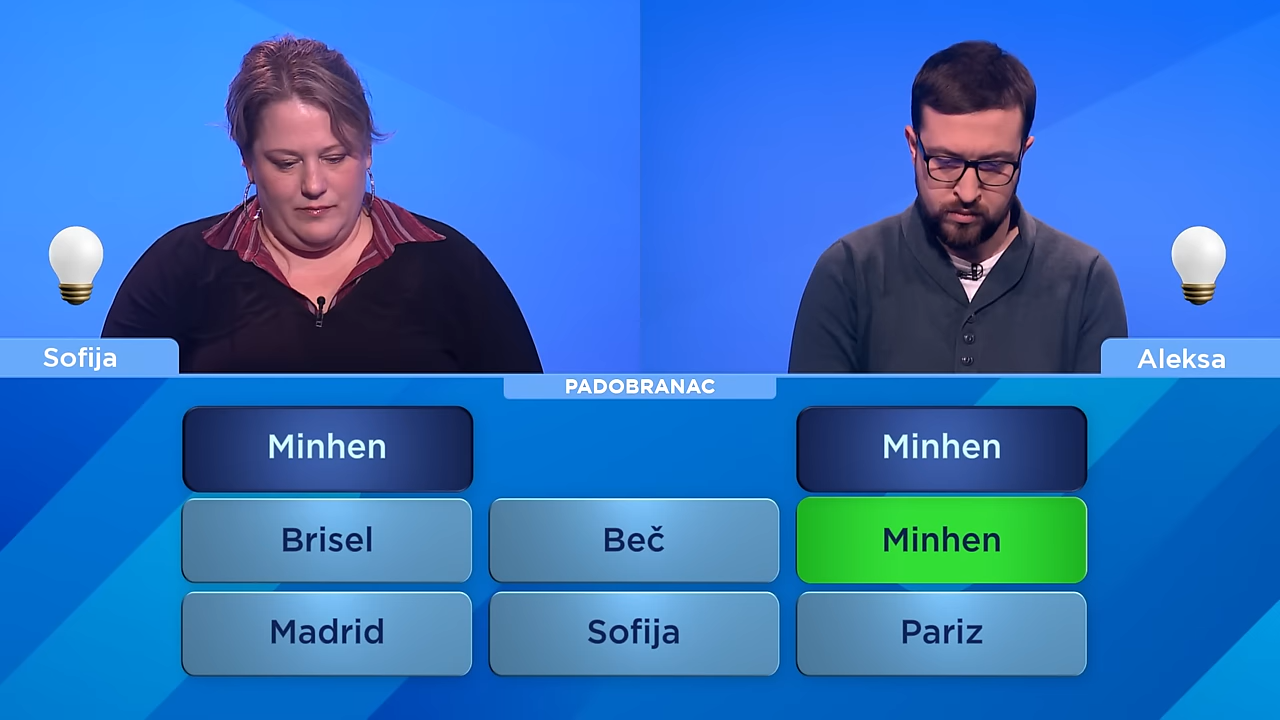 Sofija
Aleksa
PADOBRANAC
Minhen
Minhen
Brisel
Beč
Minhen
Madrid
Sofija
Pariz